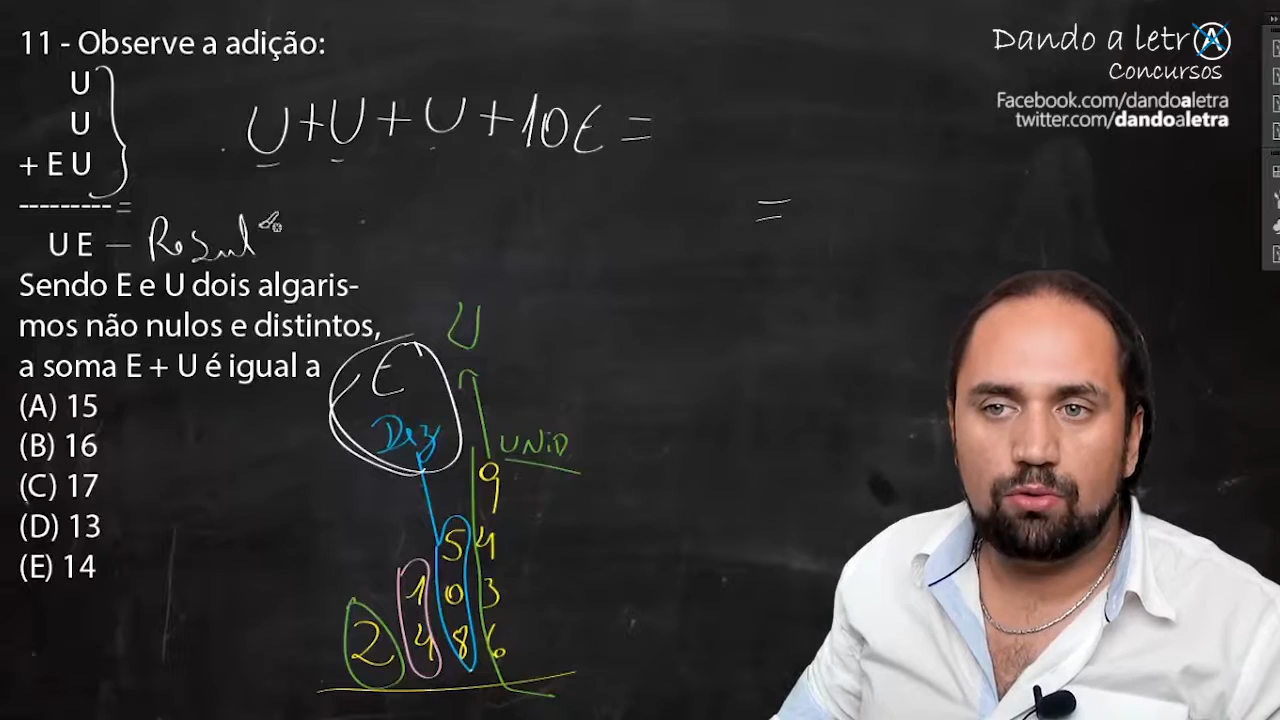 11 - Observe a adição:
U
U
+ E U
--------- =
U E — Resul
U + U + U + 10E =
=
Sendo E e U dois algaris-
mos não nulos e distintos,
a soma E + U é igual a
(A) 15
(B) 16
(C) 17
(D) 13
(E) 14
U
E
Dez
UNID
9
5 4
1 0 3
2 4 8 6
Dando a letrA
Concursos
Facebook.com/dandoaletra
twitter.com/dandoaletra